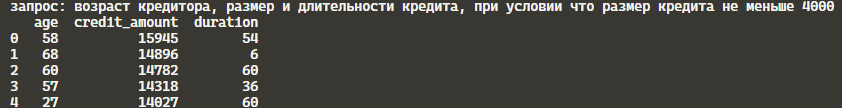 запрос: возраст кредитора, размер и длительности кредита, при условии что размер кредита не меньше 4000
age credit_amount duration
0 58 15945 54
1 68 14896 6
2 60 14782 60
3 57 14318 36
4 27 14027 60